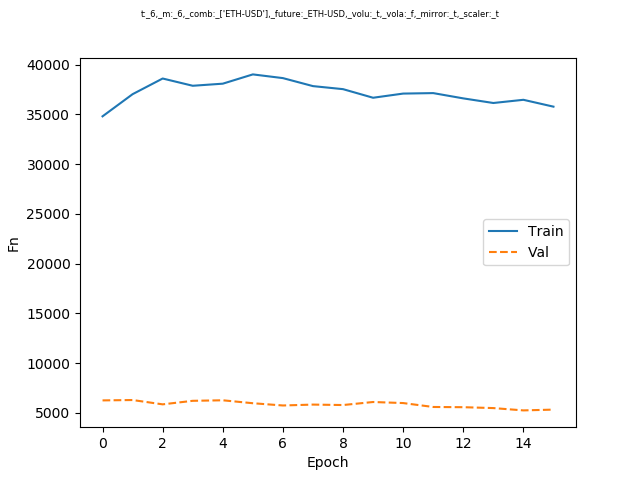 t:_6,_m:_6,_comb:_['ETH-USD'],_future:_ETH-USD,_volu:_t,_vola:_f,_mirror:_t,_scaler:_t
40000
35000
30000
25000
20000
15000
10000
5000
Fn
Train
Val
0 2 4 6 8 10 12 14
Epoch